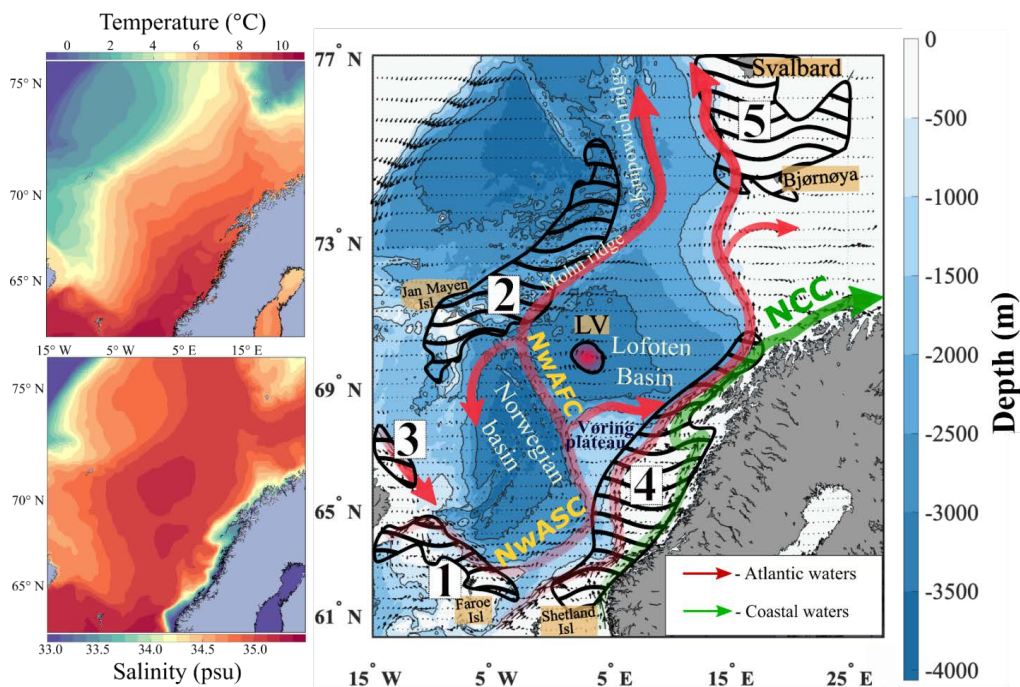 Temperature (°C)
0 2 4 6 8 10
75° N
70° N
65° N
15° W 5° W 5° E 15° E
75° N
70° N
65° N
33.0 33.5 34.0 34.5 35.0
Salinity (psu)
77° N
73° N
69° N
65° N
61° N
15° W 5 W 5 E 15° E 25 E
Svalbard
5
Bjørnøya
Knipowich ridge
Mohn ridge
Jan Mayen
Isl
2
LV
Lofoten
Basin
NCC
NwAFC
Norwegian
basin
Vøring
plateau
3
4
NwASC
1
Faroe
Isl
Shetland
Isl
- Atlantic waters
- Coastal waters
0
-500
-1000
-1500
-2000
-2500
-3000
-3500
-4000
Depth (m)